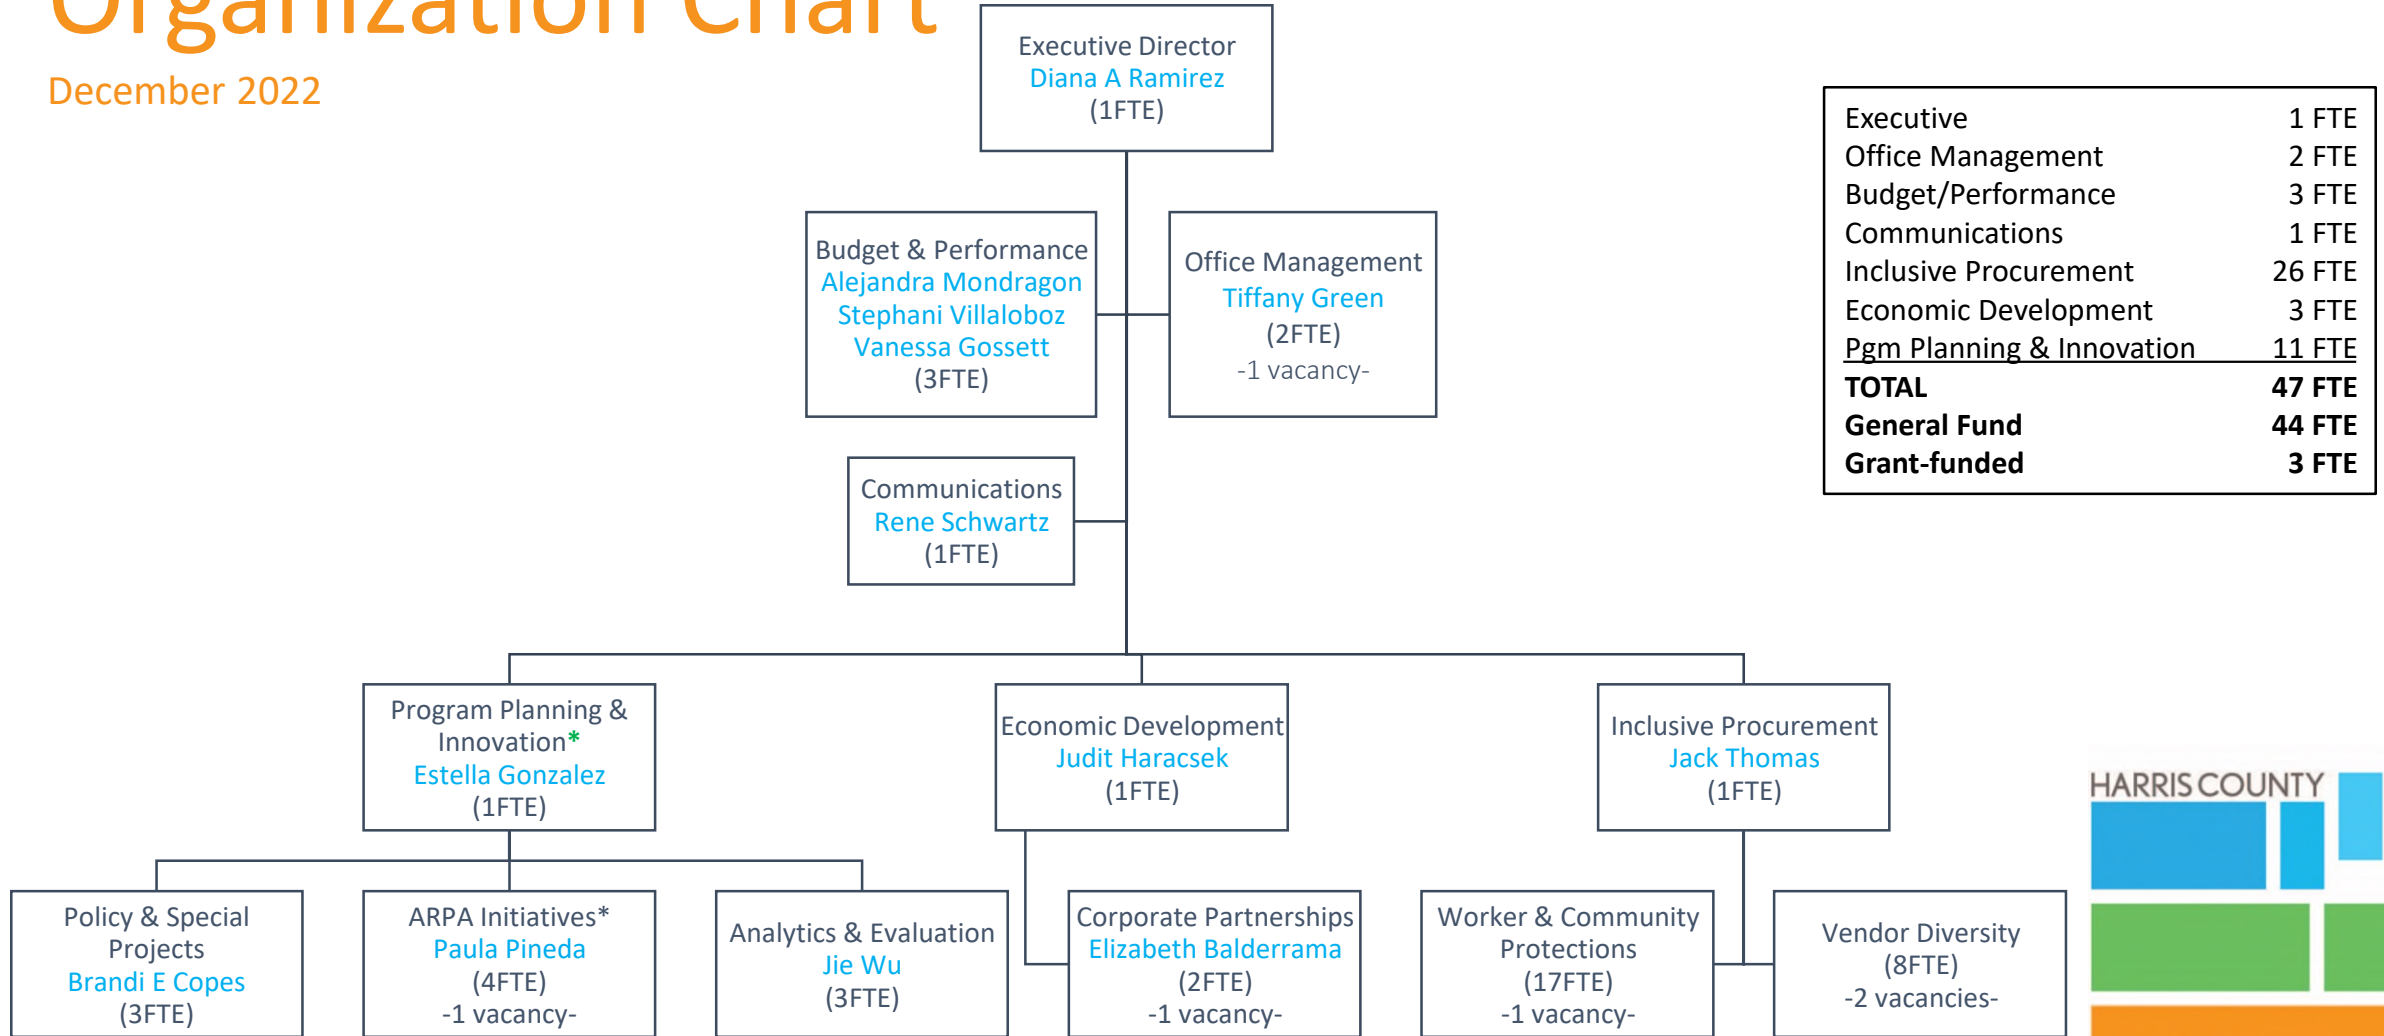 Organization Chart
December 2022
Executive Director
Diana A Ramirez
(1FTE)
Executive 1 FTE
Office Management 2 FTE
Budget/Performance 3 FTE
Communications 1 FTE
Inclusive Procurement 26 FTE
Economic Development 3 FTE
Pgm Planning & Innovation 11 FTE
TOTAL 47 FTE
General Fund 44 FTE
Grant-funded 3 FTE
Budget & Performance
Alejandra Mondragon
Stephani Villaloboz
Vanessa Gossett
(3FTE)
Office Management
Tiffany Green
(2FTE)
-1 vacancy-
Communications
Rene Schwartz
(1FTE)
Program Planning &
Innovation*
Estella Gonzalez
(1FTE)
Economic Development
Judit Haracsek
(1FTE)
Inclusive Procurement
Jack Thomas
(1FTE)
HARRIS COUNTY
Policy & Special
Projects
Brandi E Copes
(3FTE)
ARPA Initiatives*
Paula Pineda
(4FTE)
-1 vacancy-
Analytics & Evaluation
Jie Wu
(3FTE)
Corporate Partnerships
Elizabeth Balderrama
(2FTE)
-1 vacancy-
Worker & Community
Protections
(17FTE)
-1 vacancy-
Vendor Diversity
(8FTE)
-2 vacancies-